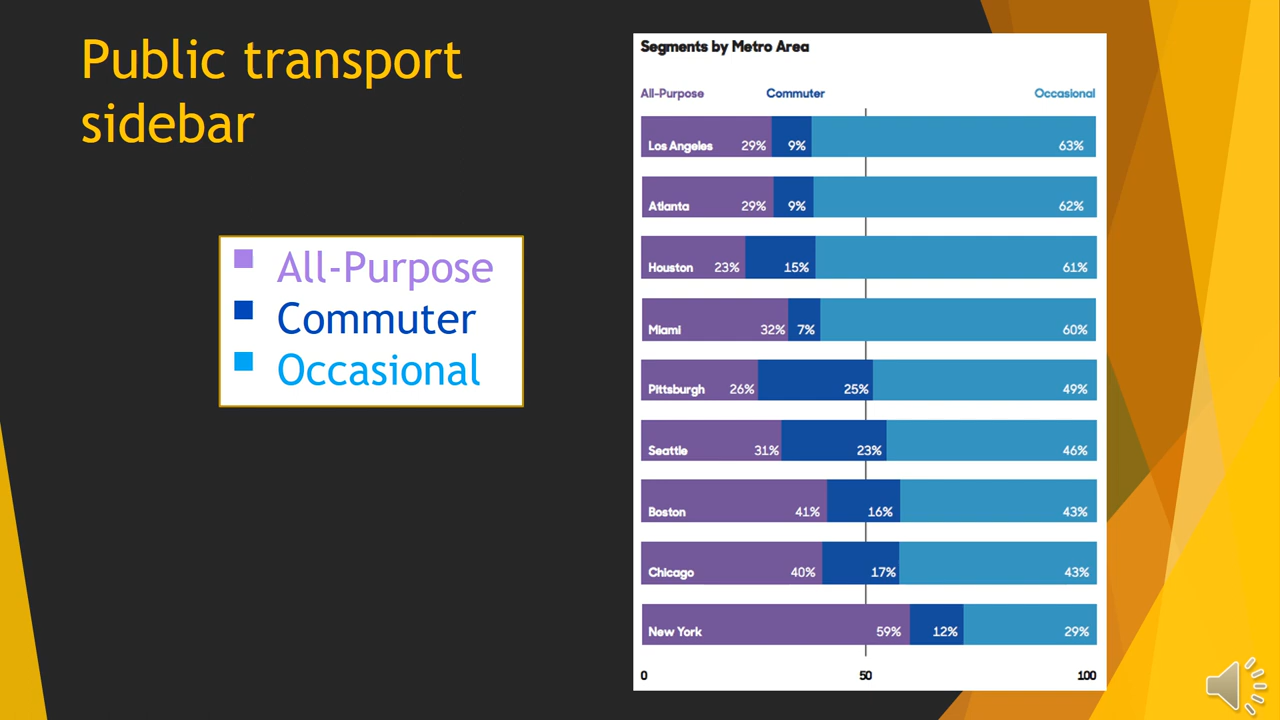 Public transport
sidebar
All-Purpose
Commuter
Occasional
Segments by Metro Area
All-Purpose Commuter Occasional
Los Angeles 29% 9% 63%
Atlanta 29% 9% 62%
Houston 23% 15% 61%
Miami 32% 7% 60%
Pittsburgh 26% 25% 49%
Seattle 31% 23% 46%
Boston 41% 16% 43%
Chicago 40% 17% 43%
New York 59% 12% 29%
0 50 100